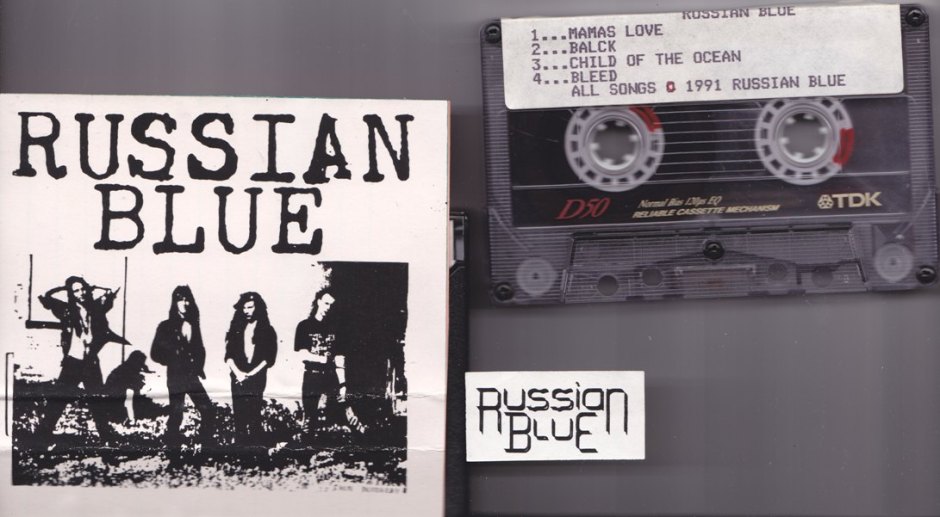 RUSSIAN
BLUE
RUSSIAN BLUE
1...MAMAS LOVE
2...BALCK
3...CHILD OF THE OCEAN
4...BLEED
ALL SONGS © 1991 RUSSIAN BLUE
D50
Normal Bias 120μs EQ
RELIABLE CASSETTE MECHANISM
TDK
RUSSIAN
BLUE